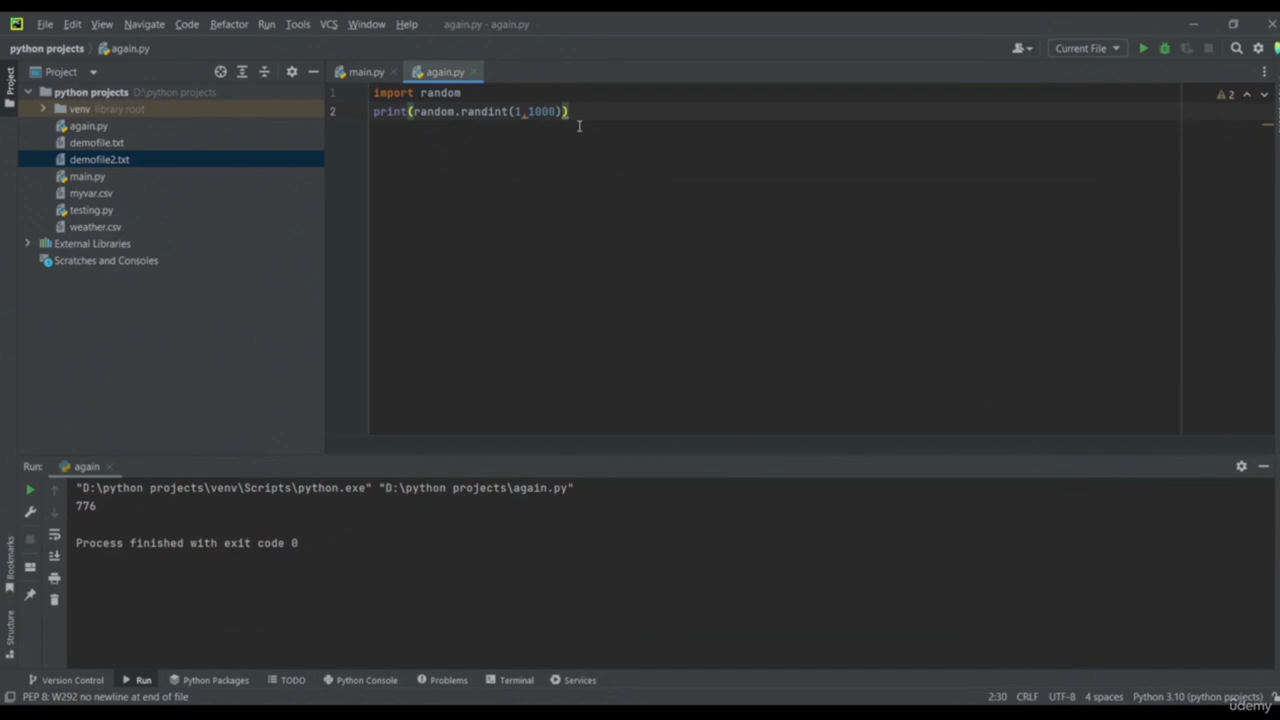 File Edit View Navigate Code Refactor Run Tools VCS Window Help again.py - again.py
python projects again.py Current File
Project main.py again.py
Project
python projects D:\python projects
venv library root
again.py
demofile.txt
demofile2.txt
main.py
myvar.csv
testing.py
weather.csv
External Libraries
Scratches and Consoles
1 import random
2 print(random.randint(1,1000))
2
Run: again
"D:\python projects\venv\Scripts\python.exe" "D:\python projects\again.py"
776
Process finished with exit code 0
Bookmarks
Structure
Version Control Run Python Packages TODO Python Console Problems Terminal Services
PEP 8: W292 no newline at end of file 2:30 CRLF UTF-8 4 spaces Python 3.10 (python projects)
udemy